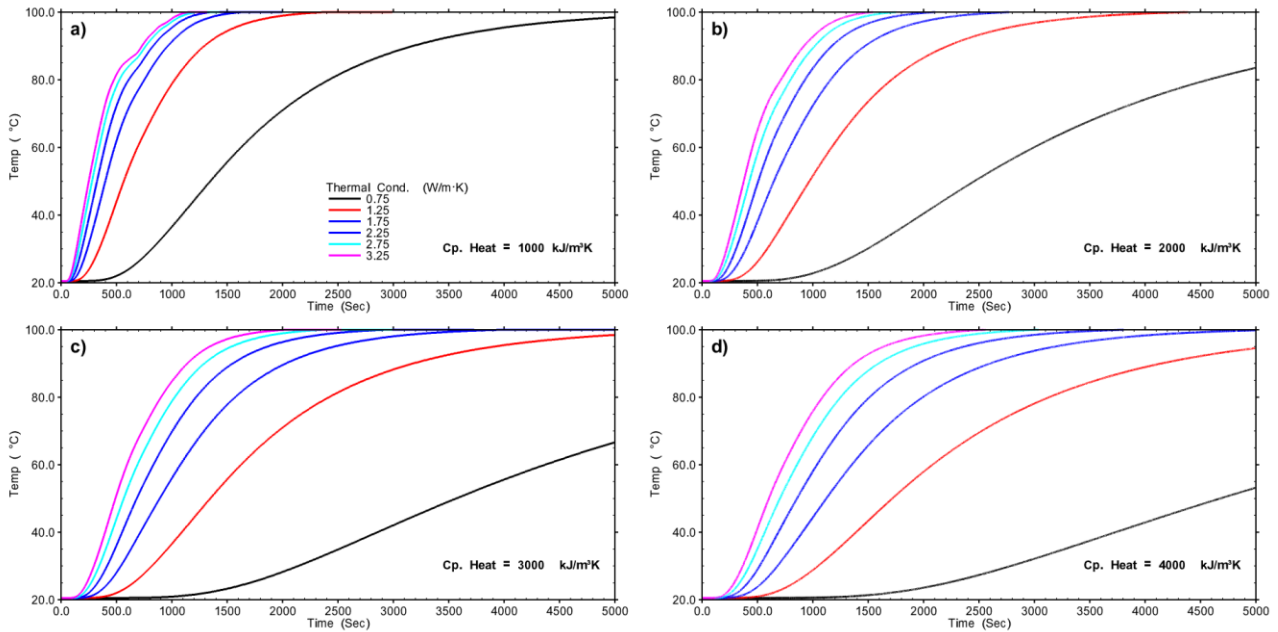 a)
100.0
80.0
60.0
40.0
20.0
Temp ( °C)
Thermal Cond. (W/m·K)
0.75
1.25
1.75
2.25
2.75
3.25
Cp. Heat = 1000 kJ/m³K
0.0 500.0 1000 1500 2000 2500 3000 3500 4000 4500 5000
Time (Sec)
b)
100.0
80.0
60.0
40.0
20.0
Temp ( °C)
Cp. Heat = 2000 kJ/m³K
0.0 500.0 1000 1500 2000 2500 3000 3500 4000 4500 5000
Time (Sec)
c)
100.0
80.0
60.0
40.0
20.0
Temp ( °C)
Cp. Heat = 3000 kJ/m³K
0.0 500.0 1000 1500 2000 2500 3000 3500 4000 4500 5000
Time (Sec)
d)
100.0
80.0
60.0
40.0
20.0
Temp ( °C)
Cp. Heat = 4000 kJ/m³K
0.0 500.0 1000 1500 2000 2500 3000 3500 4000 4500 5000
Time (Sec)